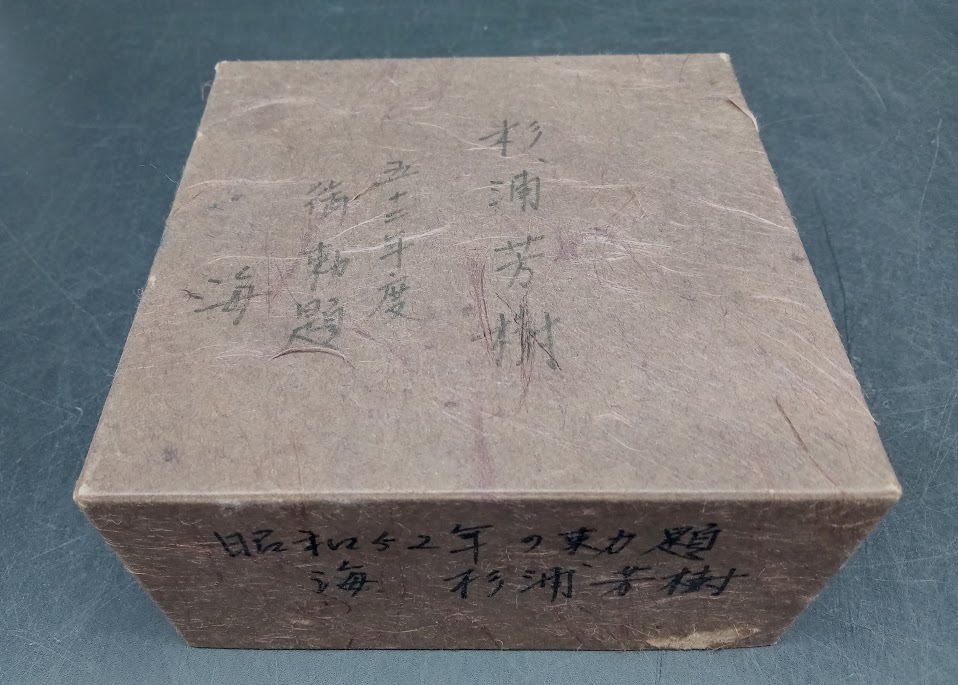 杉浦芳樹
五十二年度
御勅題
海
昭和52年の勅題
海 杉浦芳樹